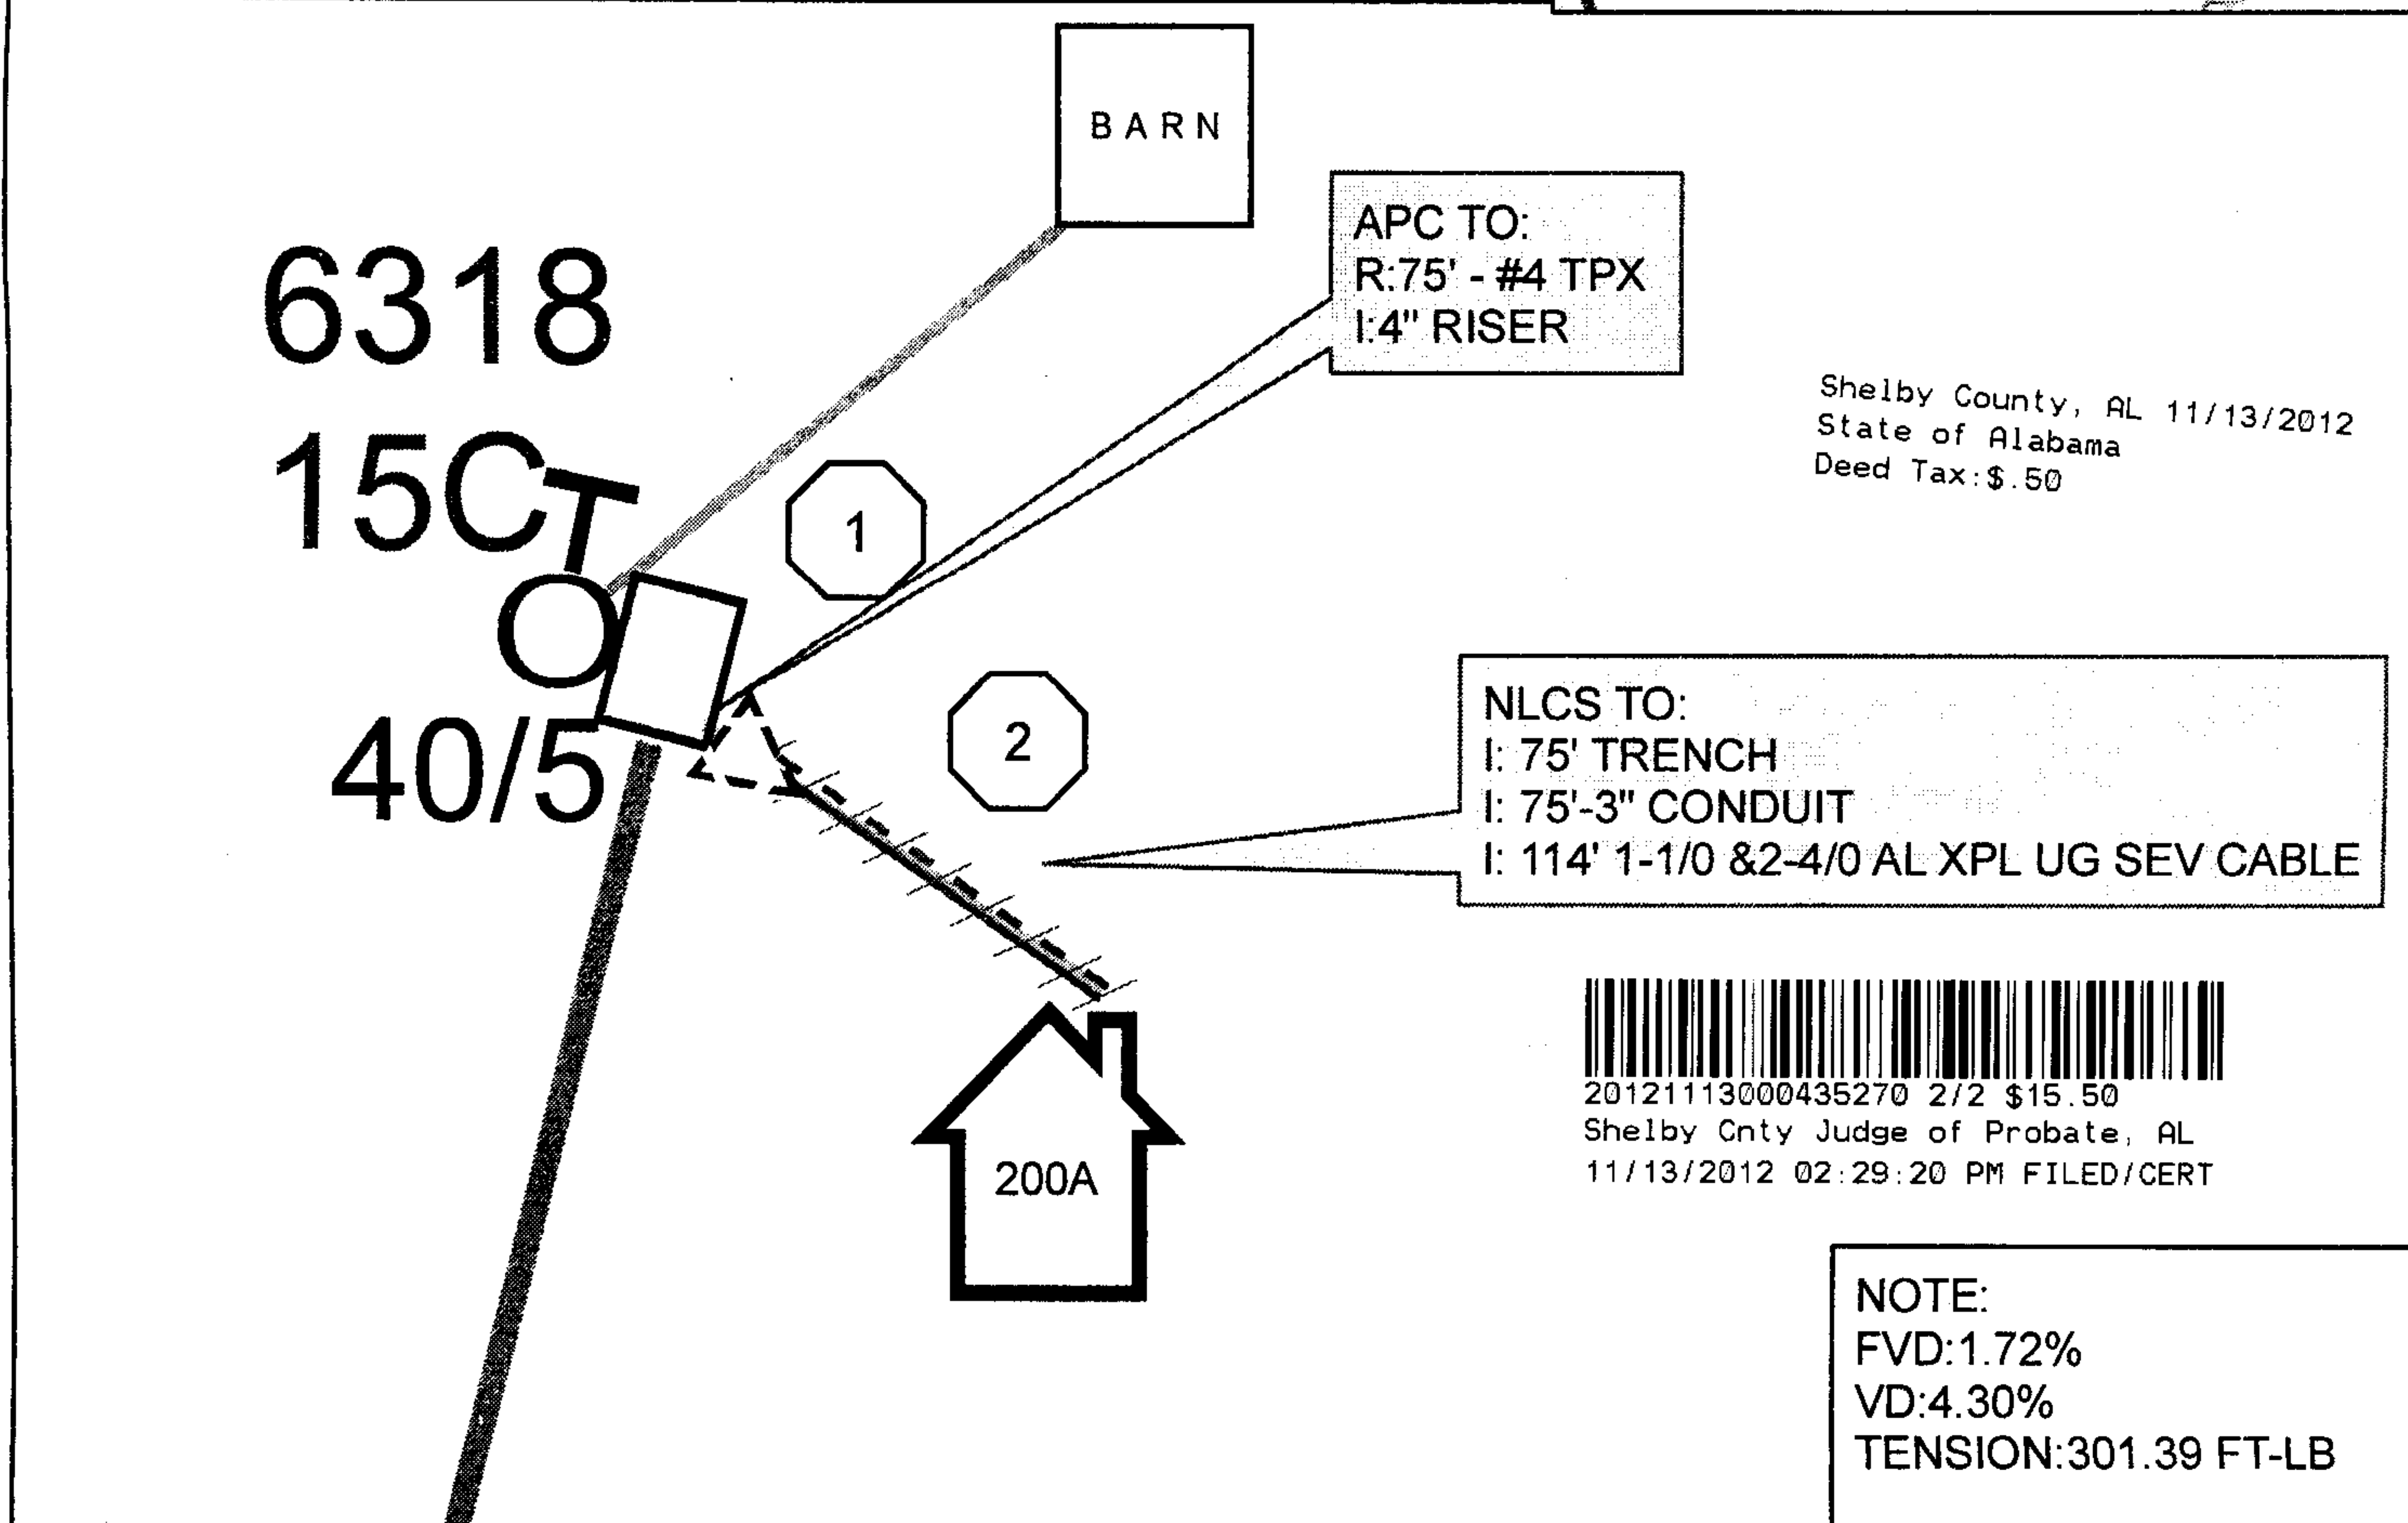 BARN
APC TO:
R:75' - #4 TPX
I:4" RISER
6318
15C
T
O
40/5
1
2
Shelby County, AL 11/13/2012
State of Alabama
Deed Tax:$.50
NLCS TO:
I: 75' TRENCH
I: 75'-3" CONDUIT
I: 114' 1-1/0 &2-4/0 AL XPL UG SEV CABLE
200A
20121113000435270 2/2 $15.50
Shelby Cnty Judge of Probate, AL
11/13/2012 02:29:20 PM FILED/CERT
NOTE:
FVD:1.72%
VD:4.30%
TENSION:301.39 FT-LB